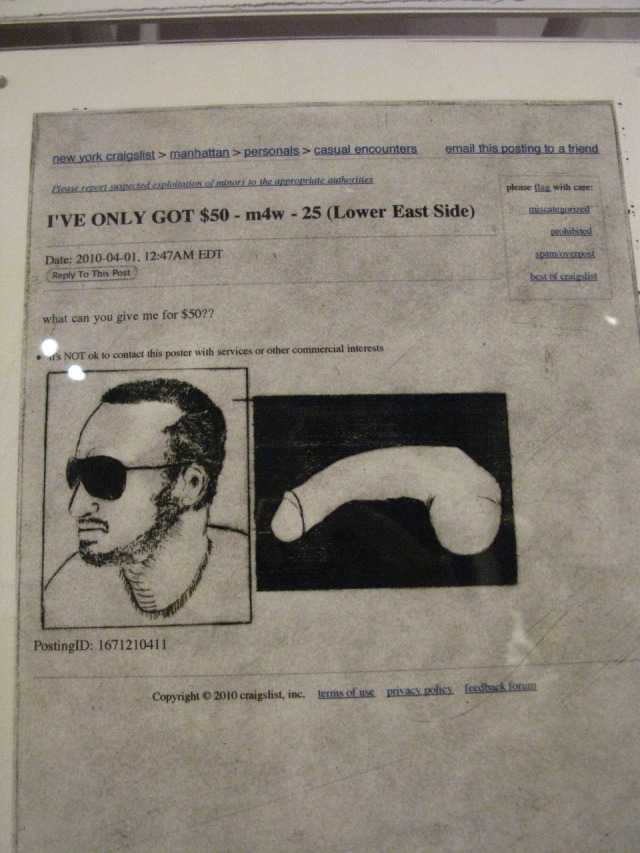 new york craigslist > manhattan > personals > casual encounters email this posting to a friend
Please report suspected exploitation of minors to the appropriate authorities
please flag with care:
miscategorized
prohibited
spam/overpost
best of craigslist
I'VE ONLY GOT $50 - m4w - 25 (Lower East Side)
Date: 2010-04-01, 12:47AM EDT
Reply To This Post
what can you give me for $50??
• it's NOT ok to contact this poster with services or other commercial interests
PostingID: 1671210411
Copyright © 2010 craigslist, inc. terms of use privacy policy feedback forum